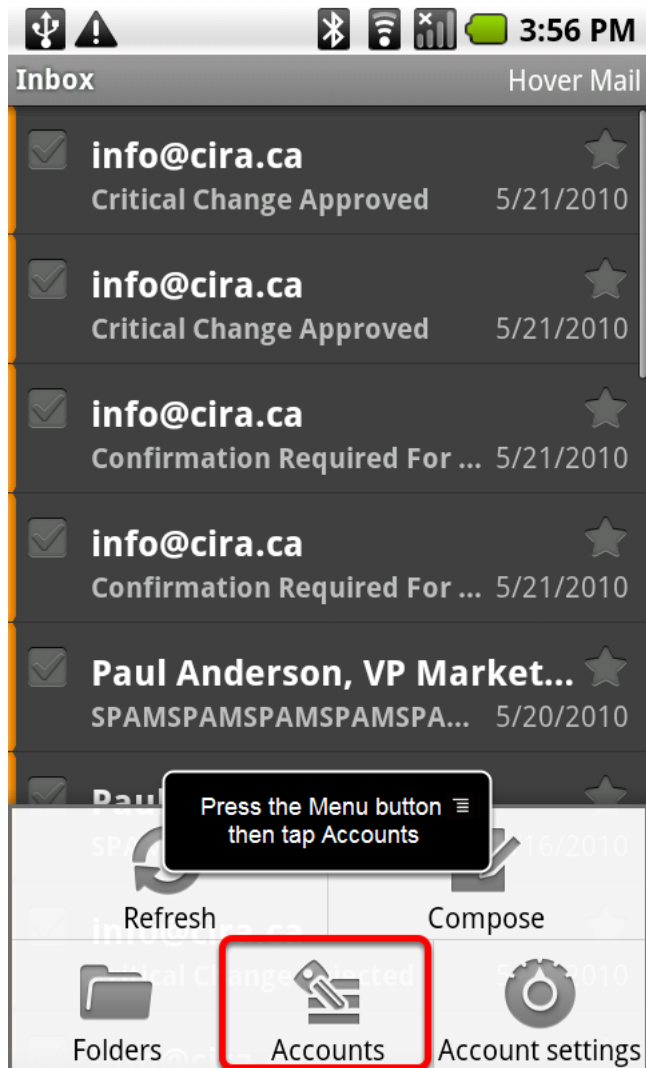 3:56 PM
Inbox Hover Mail
info@cira.ca
Critical Change Approved 5/21/2010
info@cira.ca
Critical Change Approved 5/21/2010
info@cira.ca
Confirmation Required For ... 5/21/2010
info@cira.ca
Confirmation Required For ... 5/21/2010
Paul Anderson, VP Market...
SPAMSPAMSPAMSPAMSPA... 5/20/2010
Press the Menu button
then tap Accounts
Refresh Compose
Folders Accounts Account settings